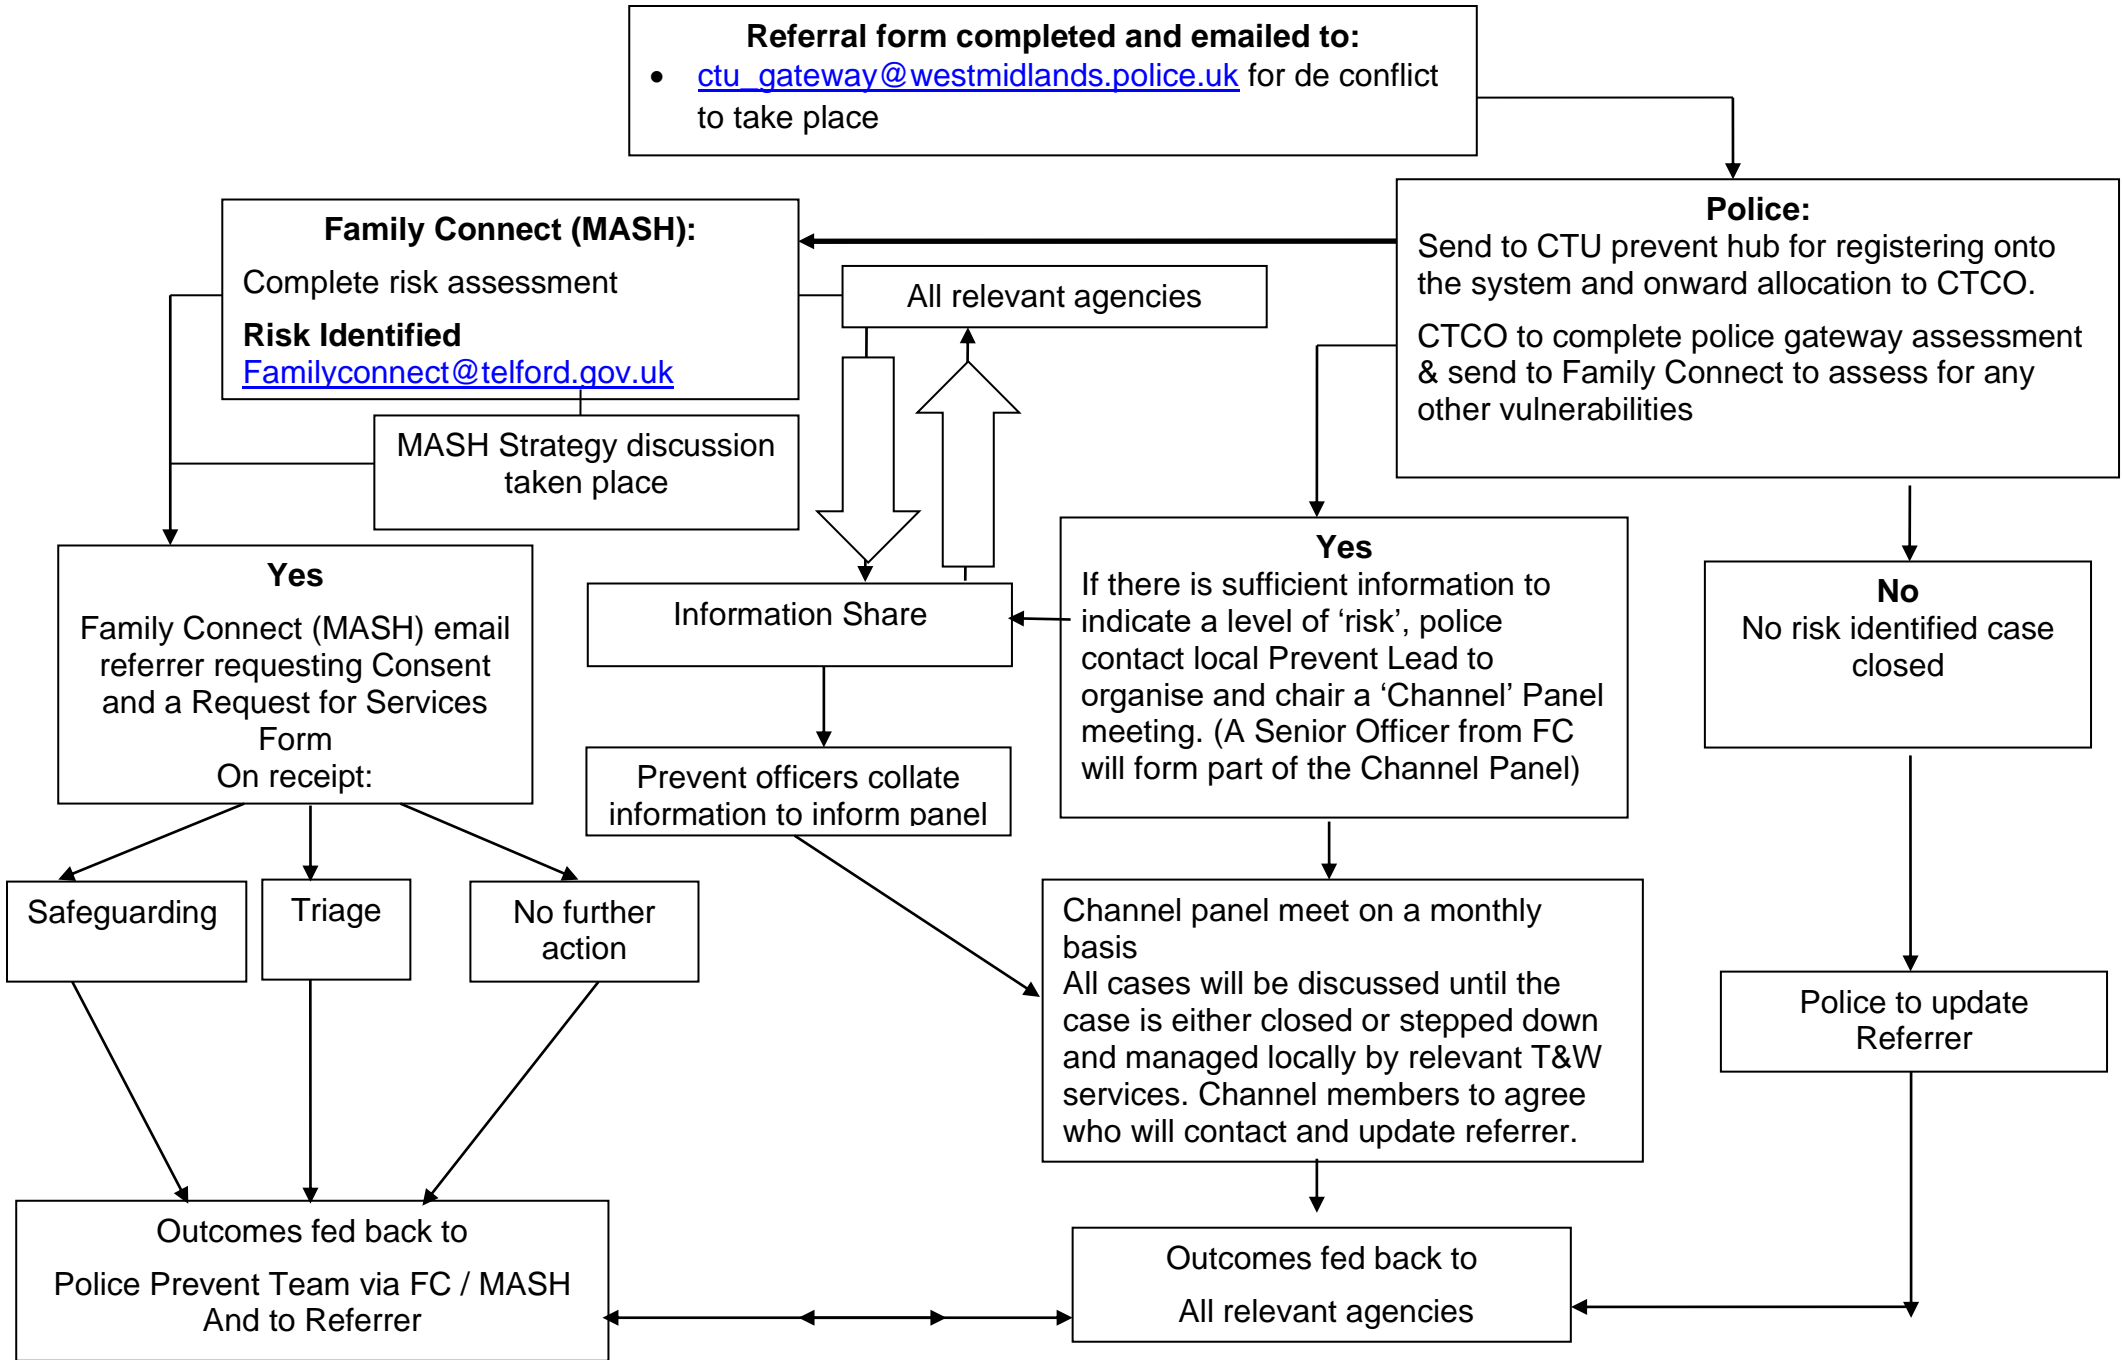 Referral form completed and emailed to:
• ctu_gateway@westmidlands.police.uk for de conflict
to take place
Police:
Send to CTU prevent hub for registering onto
the system and onward allocation to CTCO.
CTCO to complete police gateway assessment
& send to Family Connect to assess for any
other vulnerabilities
Family Connect (MASH):
Complete risk assessment
Risk Identified
Familyconnect@telford.gov.uk
All relevant agencies
MASH Strategy discussion
taken place
Yes
Family Connect (MASH) email
referrer requesting Consent
and a Request for Services
Form
On receipt:
Information Share
Yes
If there is sufficient information to
indicate a level of ‘risk’, police
contact local Prevent Lead to
organise and chair a ‘Channel’ Panel
meeting. (A Senior Officer from FC
will form part of the Channel Panel)
No
No risk identified case
closed
Prevent officers collate
information to inform panel
Safeguarding
Triage
No further
action
Channel panel meet on a monthly
basis
All cases will be discussed until the
case is either closed or stepped down
and managed locally by relevant T&W
services. Channel members to agree
who will contact and update referrer.
Police to update
Referrer
Outcomes fed back to
Police Prevent Team via FC / MASH
And to Referrer
Outcomes fed back to
All relevant agencies